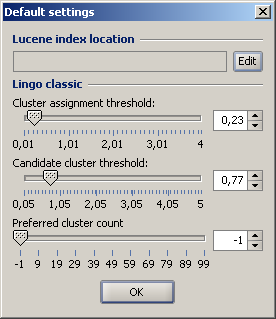 Default settings
Lucene index location
Edit
Lingo classic
Cluster assignment threshold:
0,23
0,01 1,01 2,01 3,01 4
Candidate cluster threshold:
0,77
0,05 1,05 2,05 3,05 4,05 5
Preferred cluster count
-1
-1 9 19 29 39 49 59 69 79 89 99
OK